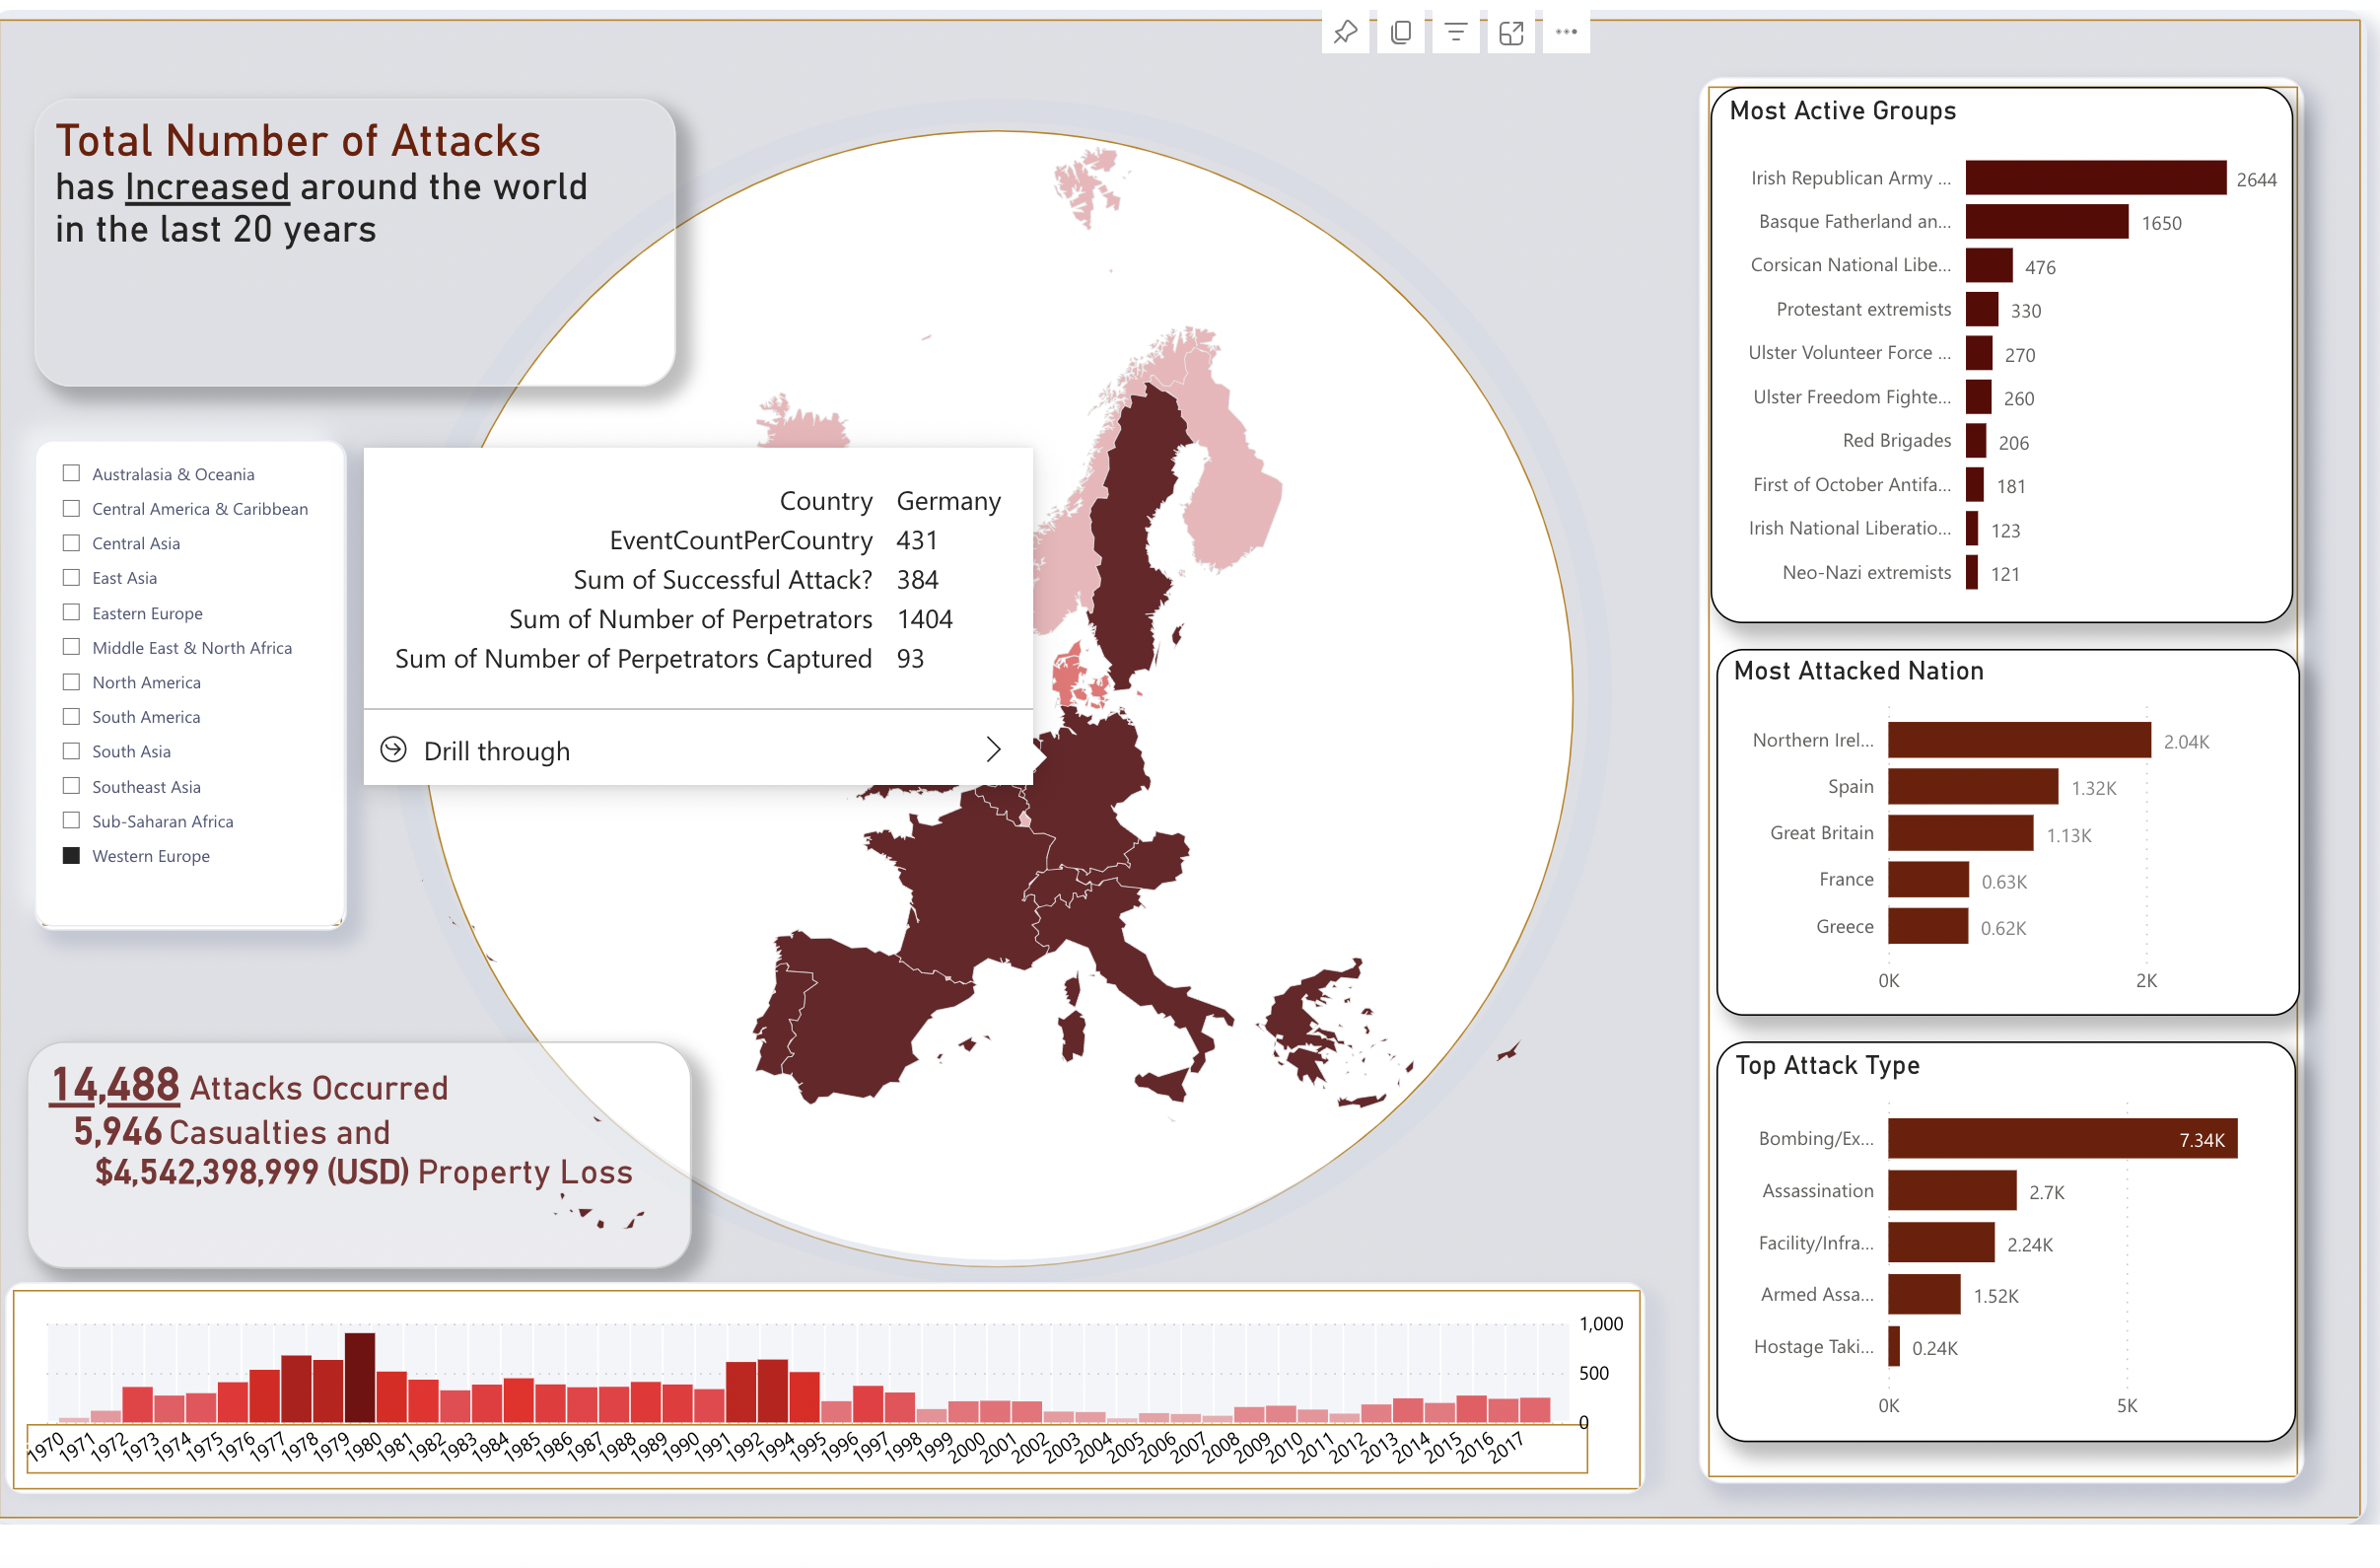 Total Number of Attacks
has Increased around the world
in the last 20 years
Australasia & Oceania
Central America & Caribbean
Central Asia
East Asia
Eastern Europe
Middle East & North Africa
North America
South America
South Asia
Southeast Asia
Sub-Saharan Africa
Western Europe
Country Germany
EventCountPerCountry 431
Sum of Successful Attack? 384
Sum of Number of Perpetrators 1404
Sum of Number of Perpetrators Captured 93
Drill through
14,488 Attacks Occurred
5,946 Casualties and
$4,542,398,999 (USD) Property Loss
1,000
500
0
1970 1971 1972 1973 1974 1975 1976 1977 1978 1979 1980 1981 1982 1983 1984 1985 1986 1987 1988 1989 1990 1991 1992 1994 1995 1996 1997 1998 1999 2000 2001 2002 2003 2004 2005 2006 2007 2008 2009 2010 2011 2012 2013 2014 2015 2016 2017
Most Active Groups
Irish Republican Army ... 2644
Basque Fatherland an... 1650
Corsican National Libe... 476
Protestant extremists 330
Ulster Volunteer Force ... 270
Ulster Freedom Fighte... 260
Red Brigades 206
First of October Antifa... 181
Irish National Liberatio... 123
Neo-Nazi extremists 121
Most Attacked Nation
Northern Irel... 2.04K
Spain 1.32K
Great Britain 1.13K
France 0.63K
Greece 0.62K
0K 2K
Top Attack Type
Bombing/Ex... 7.34K
Assassination 2.7K
Facility/Infra... 2.24K
Armed Assa... 1.52K
Hostage Taki... 0.24K
0K 5K